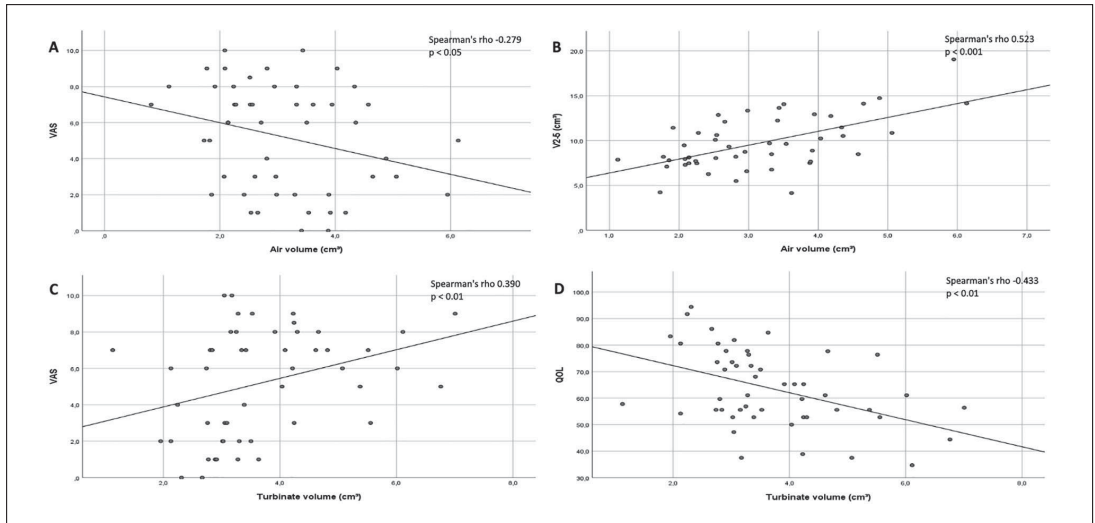 A
Spearman's rho -0.279
p < 0.05
10,0
8,0
6,0
4,0
2,0
,0
VAS
,0 2,0 4,0 6,0
Air volume (cm³)
B
Spearman's rho 0.523
p < 0.001
20,0
15,0
10,0
5,0
,0
V2-5 (cm³)
1,0 2,0 3,0 4,0 5,0 6,0 7,0
Air volume (cm³)
C
Spearman's rho 0.390
p < 0.01
10,0
8,0
6,0
4,0
2,0
,0
VAS
,0 2,0 4,0 6,0 8,0
Turbinate volume (cm³)
D
Spearman's rho -0.433
p < 0.01
100,0
90,0
80,0
70,0
60,0
50,0
40,0
30,0
QOL
,0 2,0 4,0 6,0 8,0
Turbinate volume (cm³)